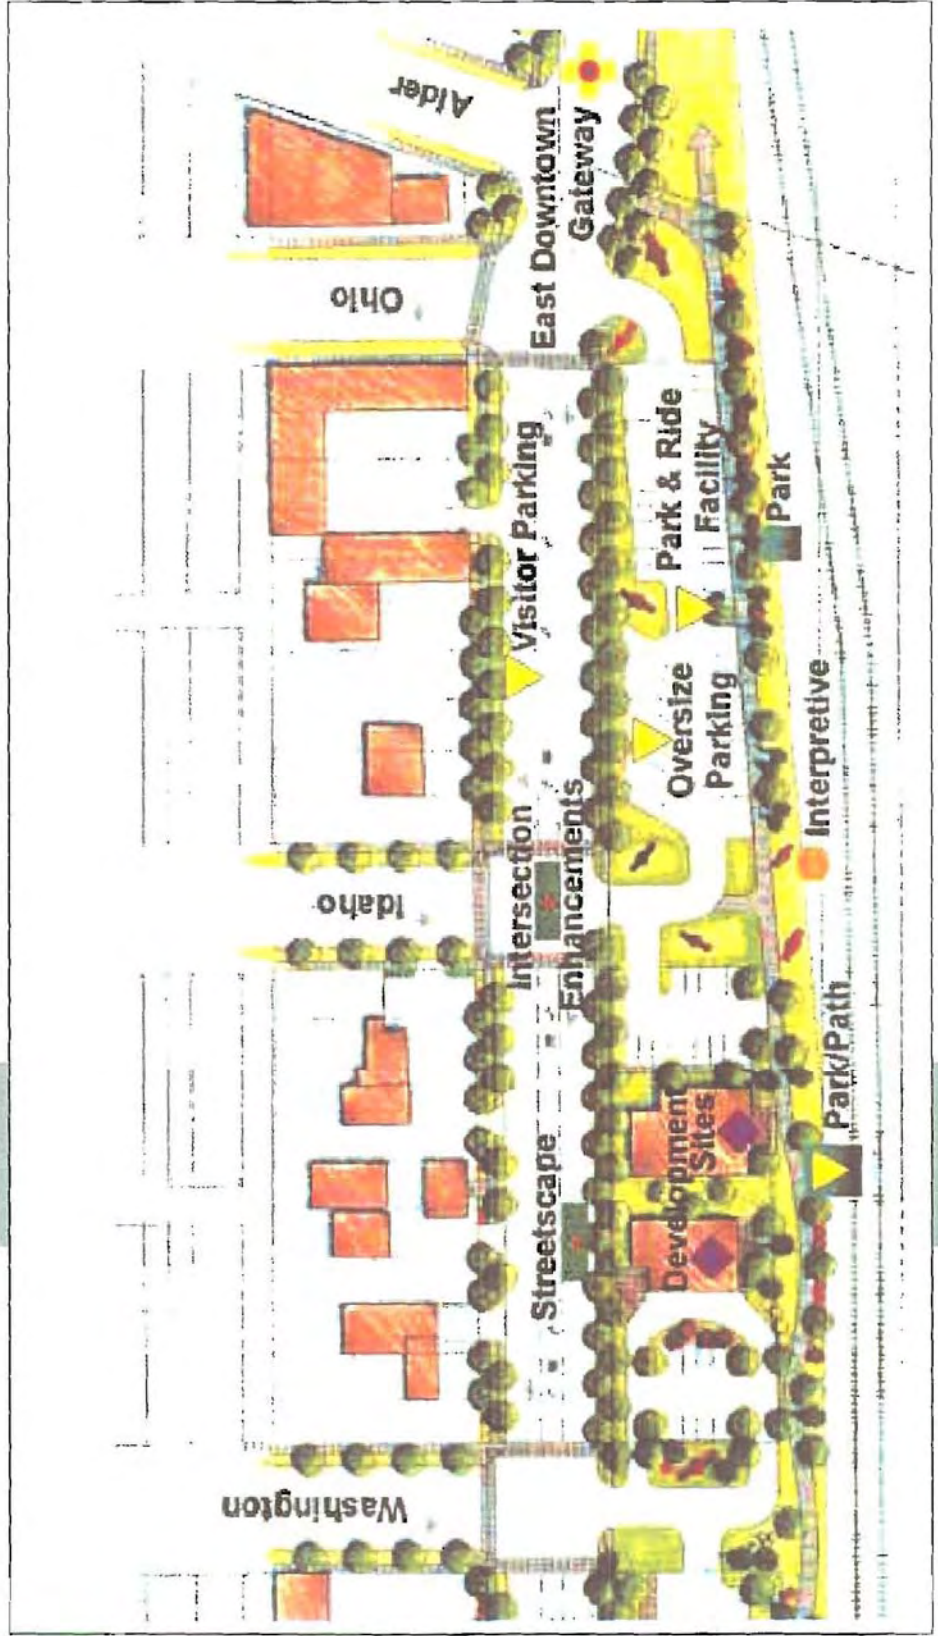 Alder
East Downtown
Gateway
Ohio
Visitor Parking
Park & Ride
Facility
Park
Oversize
Parking
Interpretive
Intersection
Enhancements
Idaho
Park/Path
Development
Sites
Streetscape
Washington